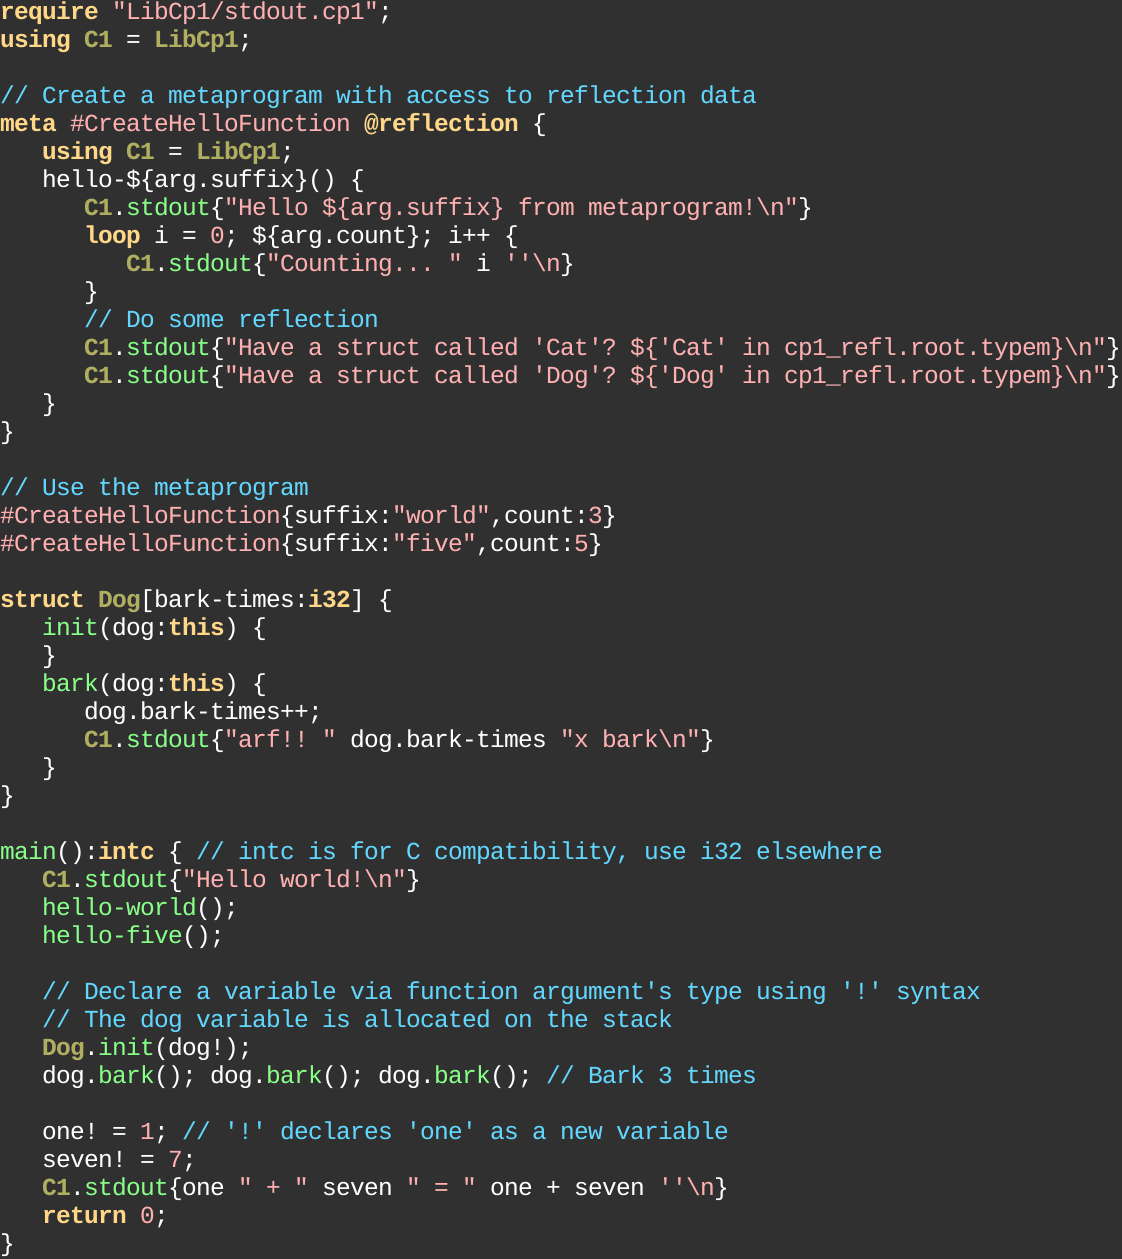 require "LibCp1/stdout.cp1";
using C1 = LibCp1;

// Create a metaprogram with access to reflection data
meta #CreateHelloFunction @reflection {
   using C1 = LibCp1;
   hello-${arg.suffix}() {
      C1.stdout{"Hello ${arg.suffix} from metaprogram!\n"}
      loop i = 0; ${arg.count}; i++ {
         C1.stdout{"Counting... " i ''\n}
      }
      // Do some reflection
      C1.stdout{"Have a struct called 'Cat'? ${'Cat' in cp1_refl.root.typem}\n"}
      C1.stdout{"Have a struct called 'Dog'? ${'Dog' in cp1_refl.root.typem}\n"}
   }
}

// Use the metaprogram
#CreateHelloFunction{suffix:"world",count:3}
#CreateHelloFunction{suffix:"five",count:5}

struct Dog[bark-times:i32] {
   init(dog:this) {
   }
   bark(dog:this) {
      dog.bark-times++;
      C1.stdout{"arf!! " dog.bark-times "x bark\n"}
   }
}

main():intc { // intc is for C compatibility, use i32 elsewhere
   C1.stdout{"Hello world!\n"}
   hello-world();
   hello-five();

   // Declare a variable via function argument's type using '!' syntax
   // The dog variable is allocated on the stack
   Dog.init(dog!);
   dog.bark(); dog.bark(); dog.bark(); // Bark 3 times

   one! = 1; // '!' declares 'one' as a new variable
   seven! = 7;
   C1.stdout{one " + " seven " = " one + seven ''\n}
   return 0;
}